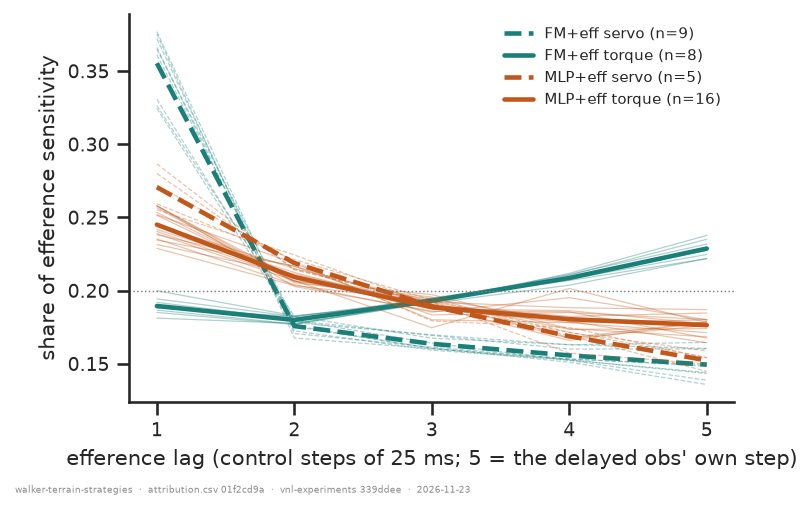 FM+eff servo (n=9)
FM+eff torque (n=8)
MLP+eff servo (n=5)
MLP+eff torque (n=16)
share of efference sensitivity
0.35
0.30
0.25
0.20
0.15
1 2 3 4 5
efference lag (control steps of 25 ms; 5 = the delayed obs' own step)
walker-terrain-strategies · attribution.csv 01f2cd9a · vnl-experiments 339ddee · 2026-11-23